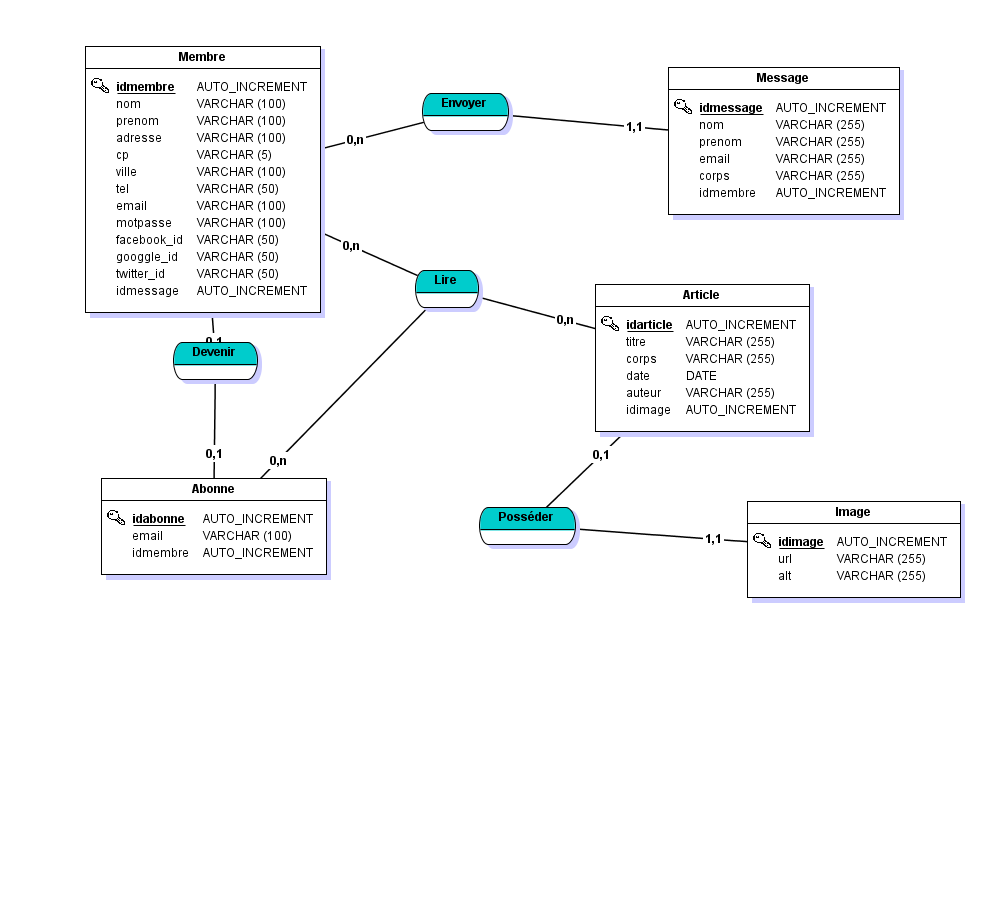 Membre
idmembre AUTO_INCREMENT
nom VARCHAR (100)
prenom VARCHAR (100)
adresse VARCHAR (100)
cp VARCHAR (5)
ville VARCHAR (100)
tel VARCHAR (50)
email VARCHAR (100)
motpasse VARCHAR (100)
facebook_id VARCHAR (50)
googgle_id VARCHAR (50)
twitter_id VARCHAR (50)
idmessage AUTO_INCREMENT
0,n
Envoyer
1,1
Message
idmessage AUTO_INCREMENT
nom VARCHAR (255)
prenom VARCHAR (255)
email VARCHAR (255)
corps VARCHAR (255)
idmembre AUTO_INCREMENT
0,n
Lire
0,n
Article
idarticle AUTO_INCREMENT
titre VARCHAR (255)
corps VARCHAR (255)
date DATE
auteur VARCHAR (255)
idimage AUTO_INCREMENT
0,1
Devenir
0,1
0,n
Abonne
idabonne AUTO_INCREMENT
email VARCHAR (100)
idmembre AUTO_INCREMENT
0,1
Posséder
1,1
Image
idimage AUTO_INCREMENT
url VARCHAR (255)
alt VARCHAR (255)